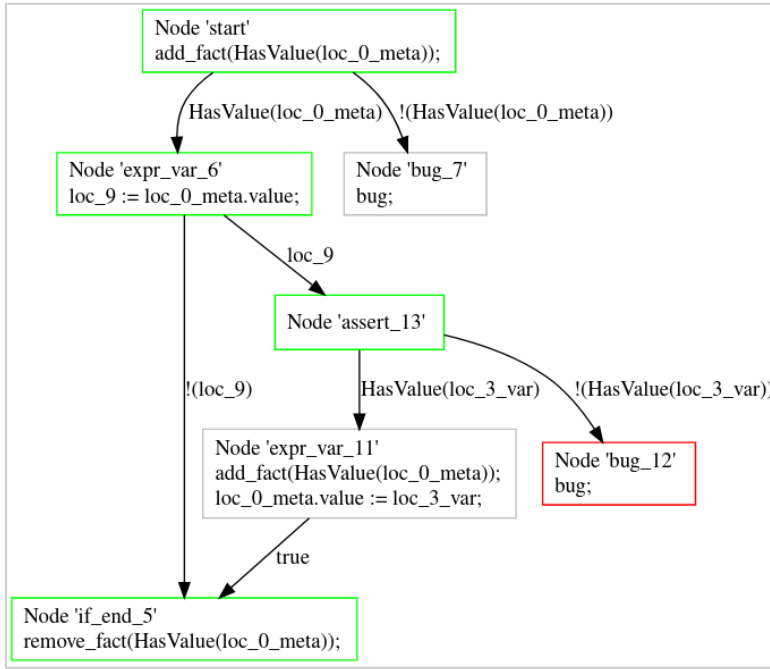 Node 'start'
add_fact(HasValue(loc_0_meta));
HasValue(loc_0_meta)
!(HasValue(loc_0_meta))
Node 'expr_var_6'
loc_9 := loc_0_meta.value;
Node 'bug_7'
bug;
loc_9
Node 'assert_13'
!(loc_9)
HasValue(loc_3_var)
!(HasValue(loc_3_var))
Node 'expr_var_11'
add_fact(HasValue(loc_0_meta));
loc_0_meta.value := loc_3_var;
Node 'bug_12'
bug;
true
Node 'if_end_5'
remove_fact(HasValue(loc_0_meta));